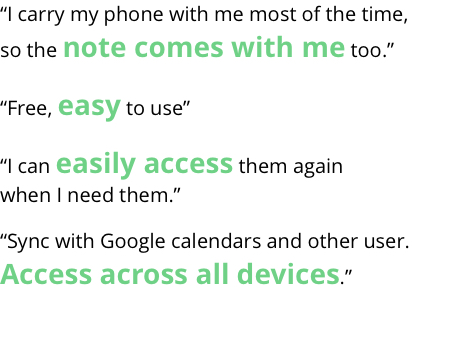 “I carry my phone with me most of the time,
so the note comes with me too.”
“Free, easy to use”
“I can easily access them again
when I need them.”
“Sync with Google calendars and other user.
Access across all devices.”